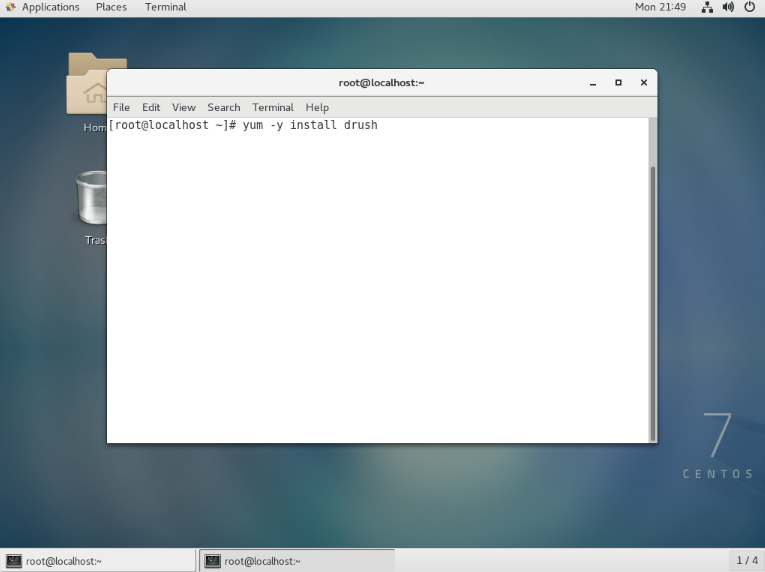 Applications Places Terminal Mon 21:49
root@localhost:~
File Edit View Search Terminal Help
[root@localhost ~]# yum -y install drush
Hom
Tras
7
CENTOS
root@localhost:~ root@localhost:~ 1 / 4